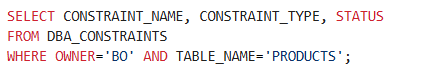 SELECT CONSTRAINT_NAME, CONSTRAINT_TYPE, STATUS
FROM DBA_CONSTRAINTS
WHERE OWNER='BO' AND TABLE_NAME='PRODUCTS';